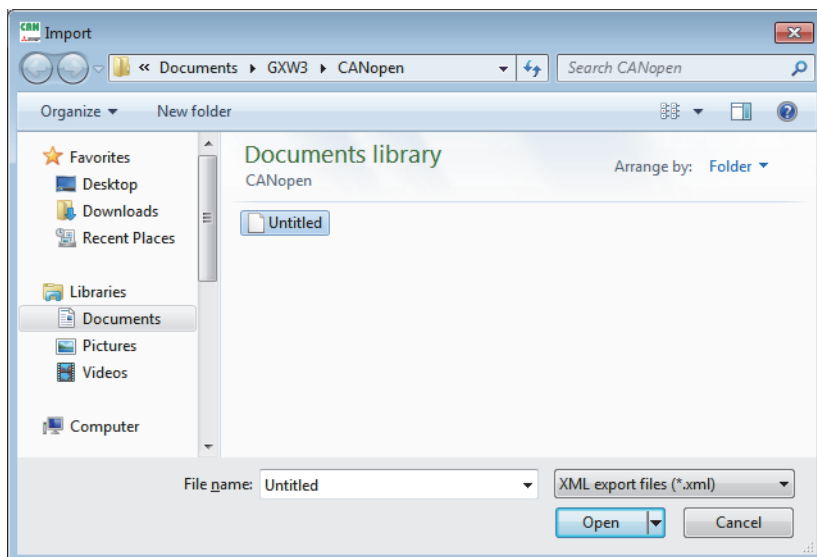 CAN Import
« Documents ▸ GXW3 ▸ CANopen
Search CANopen
Organize
New folder
Favorites
Desktop
Downloads
Recent Places
Libraries
Documents
Pictures
Videos
Computer
Documents library
CANopen
Arrange by: Folder
Untitled
File name: Untitled
XML export files (*.xml)
Open
Cancel